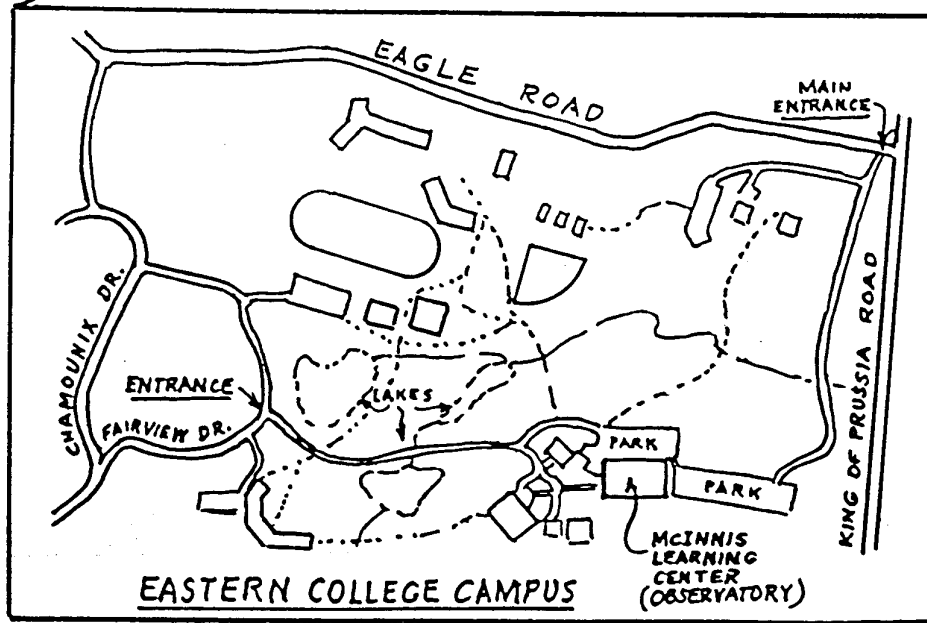 EAGLE ROAD
MAIN
ENTRANCE
CHAMOUNIX DR.
KING OF PRUSSIA ROAD
ENTRANCE
LAKES
FAIRVIEW DR.
PARK
PARK
MCINNIS
LEARNING
CENTER
(OBSERVATORY)
EASTERN COLLEGE CAMPUS